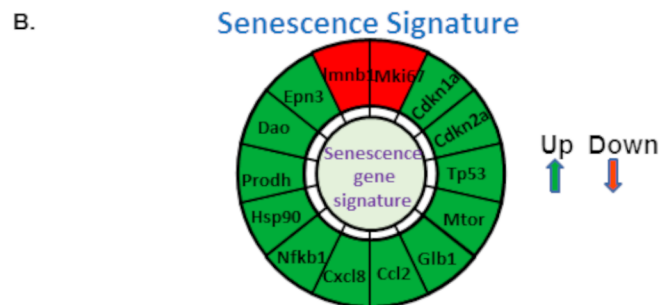 B.
Senescence Signature
lmnb1
Mki67
Cdkn1a
Cdkn2a
Tp53
Mtor
Glb1
Ccl2
Cxcl8
Nfkb1
Hsp90
Prodh
Dao
Epn3
Senescence
gene
signature
Up Down